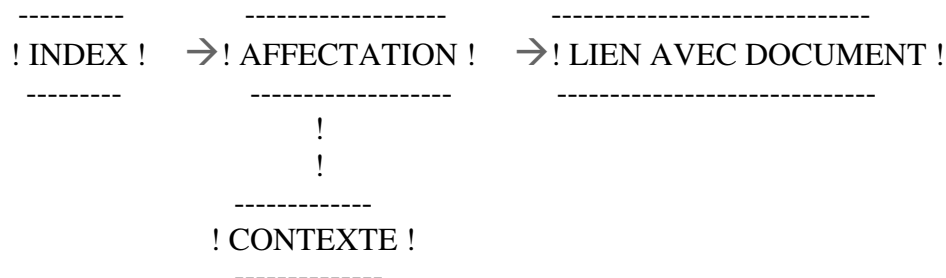 ----------                    -------------------                    ------------------------------
! INDEX !    →! AFFECTATION !    →! LIEN AVEC DOCUMENT !
---------                    -------------------                    ------------------------------
!
!
-------------
! CONTEXTE !
--------------